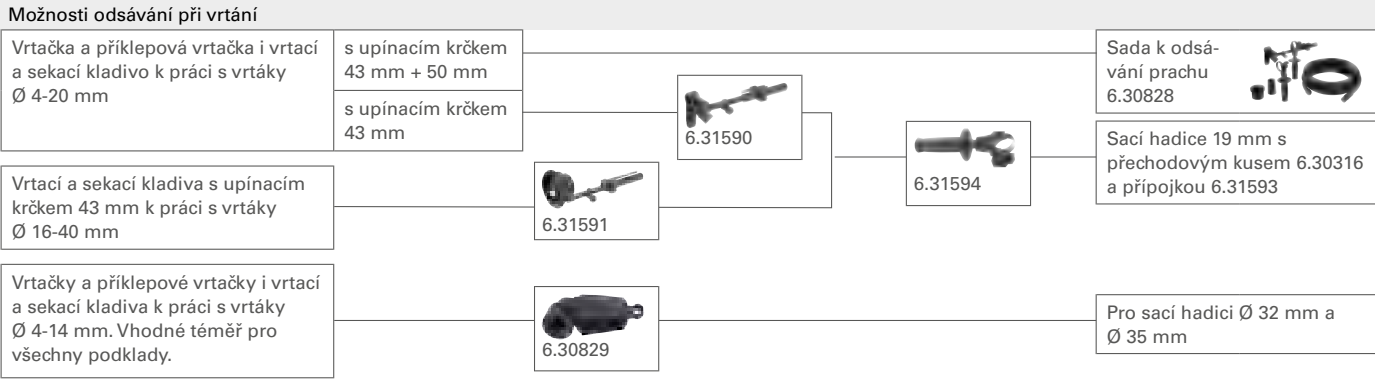 Možnosti odsávání při vrtání
Vrtačka a příklepová vrtačka i vrtací
a sekací kladivo k práci s vrtáky
Ø 4-20 mm
s upínacím krčkem
43 mm + 50 mm
s upínacím krčkem
43 mm
6.31590
Sada k odsá-
vání prachu
6.30828
6.31594
Sací hadice 19 mm s
přechodovým kusem 6.30316
a přípojkou 6.31593
Vrtací a sekací kladiva s upínacím
krčkem 43 mm k práci s vrtáky
Ø 16-40 mm
6.31591
Vrtačky a příklepové vrtačky i vrtací
a sekací kladiva k práci s vrtáky
Ø 4-14 mm. Vhodné téměř pro
všechny podklady.
6.30829
Pro sací hadici Ø 32 mm a
Ø 35 mm